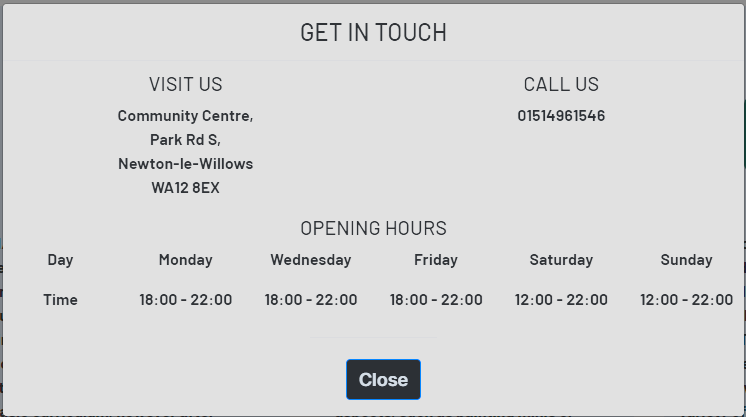 GET IN TOUCH
VISIT US
Community Centre,
Park Rd S,
Newton-le-Willows
WA12 8EX
CALL US
01514961546
OPENING HOURS
Day Monday Wednesday Friday Saturday Sunday
Time 18:00 - 22:00 18:00 - 22:00 18:00 - 22:00 12:00 - 22:00 12:00 - 22:00
Close